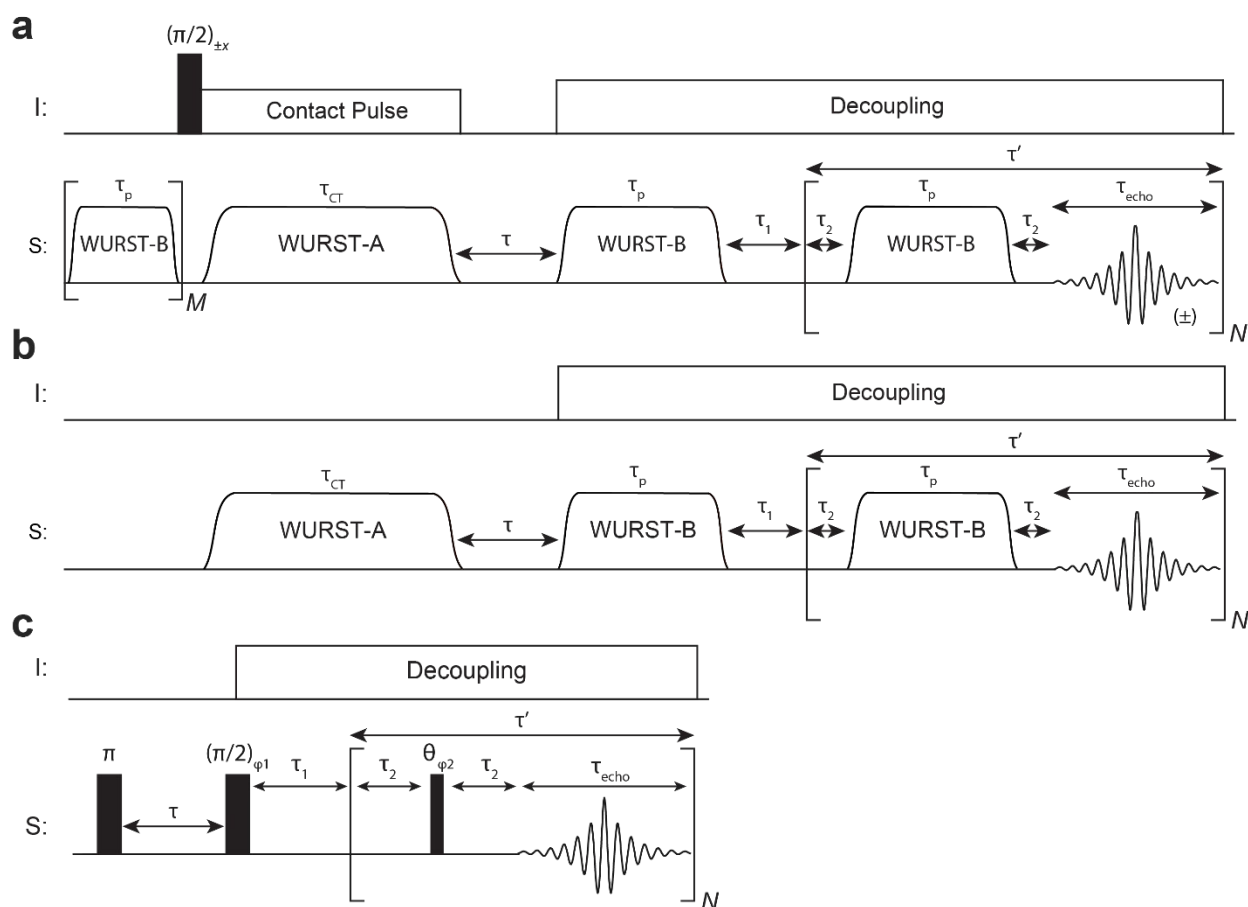 a
(π/2)±x
I: Contact Pulse Decoupling
τ'
τp τCT τp τ1 τ2 τp τ2 τecho
S: WURST-B WURST-A τ WURST-B WURST-B (±)
M N
b
I: Decoupling
τ'
τCT τp τ1 τ2 τp τ2 τecho
S: WURST-A τ WURST-B WURST-B
N
c
I: Decoupling
τ'
π (π/2)φ1 τ1 τ2 θφ2 τ2 τecho
S: τ
N